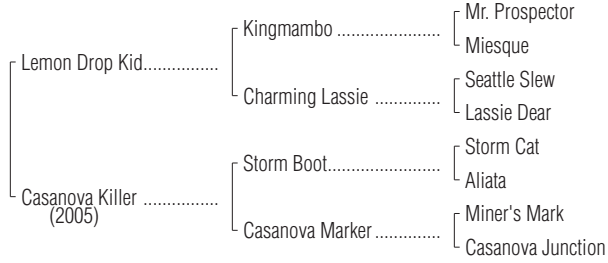 Mr. Prospector
Kingmambo ..................
Miesque
Lemon Drop Kid................
Seattle Slew
Charming Lassie ..............
Lassie Dear
Storm Cat
Storm Boot.....................
Aliata
Casanova Killer ................
(2005)
Miner's Mark
Casanova Marker..............
Casanova Junction